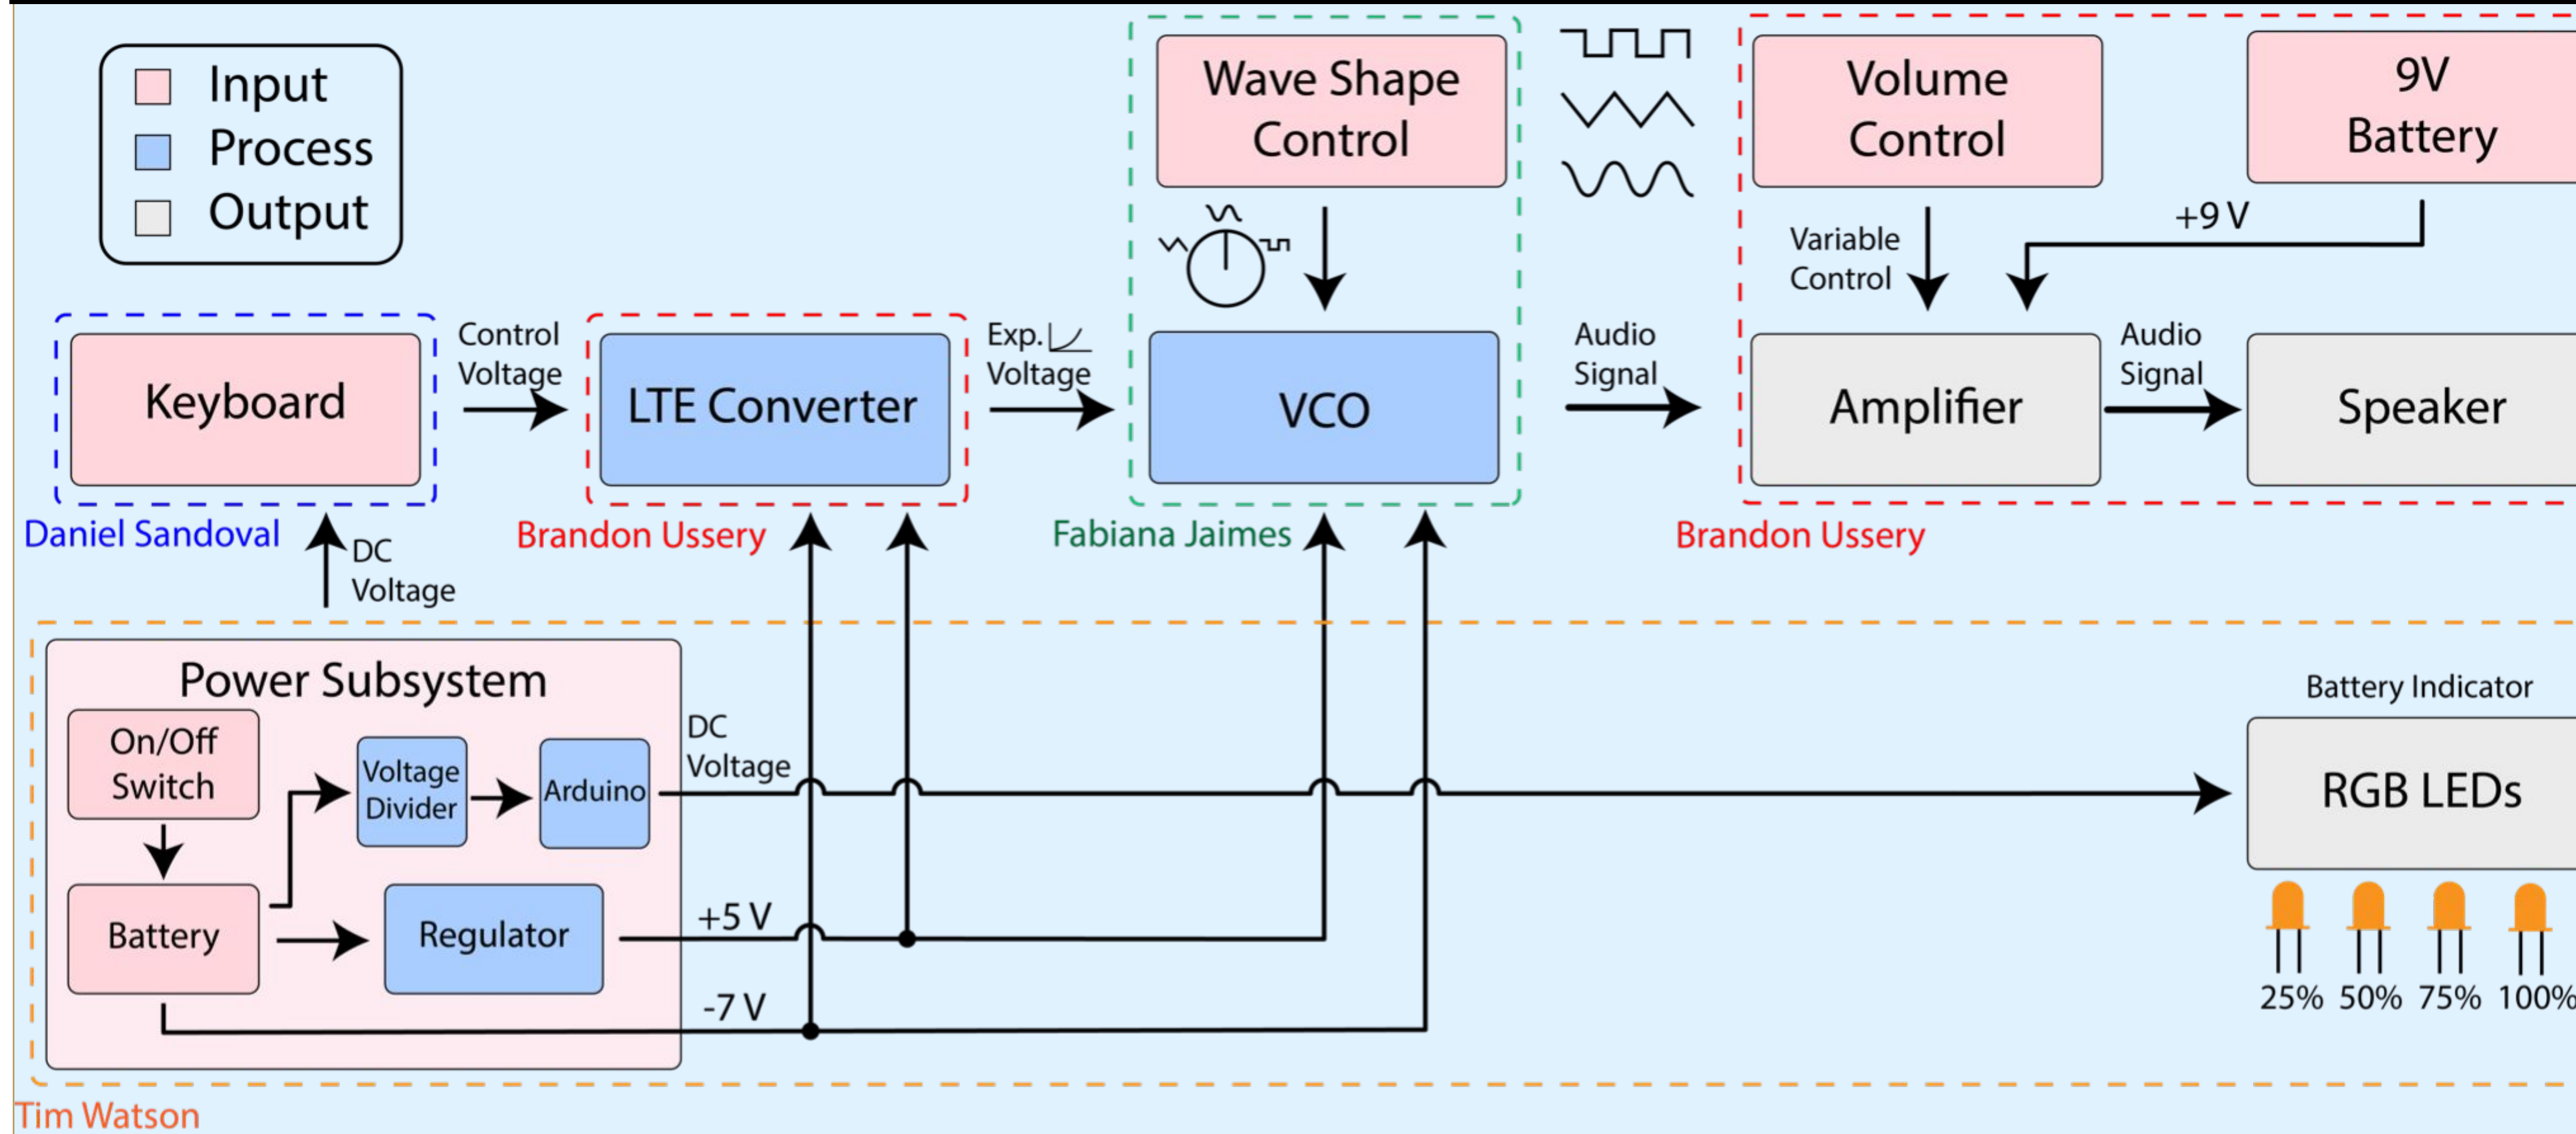 Input
Process
Output
Wave Shape
Control
Volume
Control
9V
Battery
+9 V
Variable
Control
Keyboard
Control
Voltage
LTE Converter
Exp.
Voltage
VCO
Audio
Signal
Amplifier
Audio
Signal
Speaker
Daniel Sandoval
Brandon Ussery
Fabiana Jaimes
Brandon Ussery
DC
Voltage
Power Subsystem
On/Off
Switch
Voltage
Divider
Arduino
DC
Voltage
Battery
Regulator
+5 V
-7 V
Battery Indicator
RGB LEDs
25% 50% 75% 100%
Tim Watson